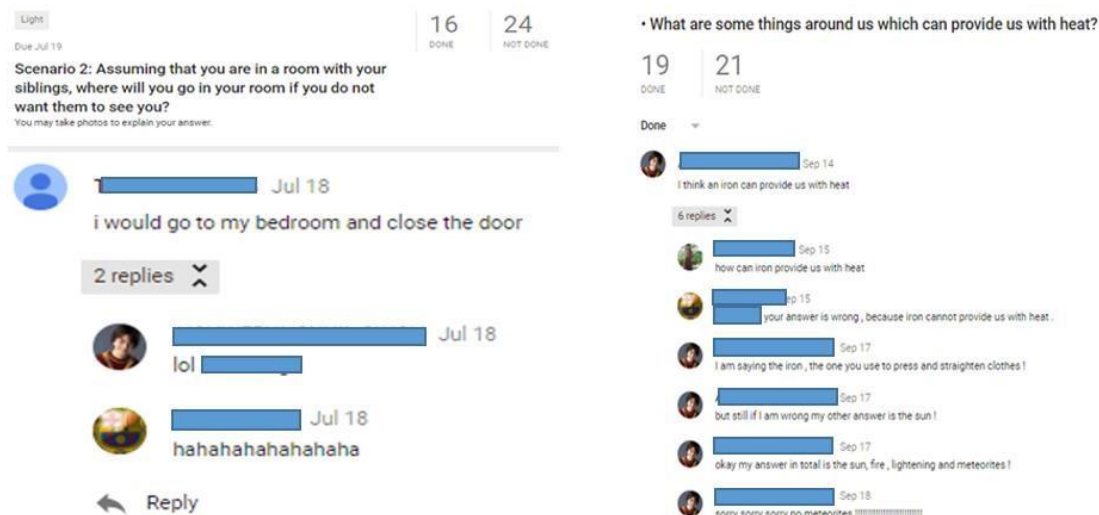 Light
Due Jul 19
16
DONE
24
NOT DONE
Scenario 2: Assuming that you are in a room with your
siblings, where will you go in your room if you do not
want them to see you?
You may take photos to explain your answer.
Jul 18
i would go to my bedroom and close the door
2 replies
Jul 18
lol
Jul 18
hahahahahahahaha
Reply
• What are some things around us which can provide us with heat?
19
DONE
21
NOT DONE
Done
Sep 14
I think an iron can provide us with heat
6 replies
Sep 15
how can iron provide us with heat
ep 15
your answer is wrong , because iron cannot provide us with heat .
Sep 17
I am saying the iron , the one you use to press and straighten clothes !
Sep 17
but still if I am wrong my other answer is the sun !
Sep 17
okay my answer in total is the sun, fire , lightening and meteorites !
Sep 18
sorry sorry sorry no meteorites